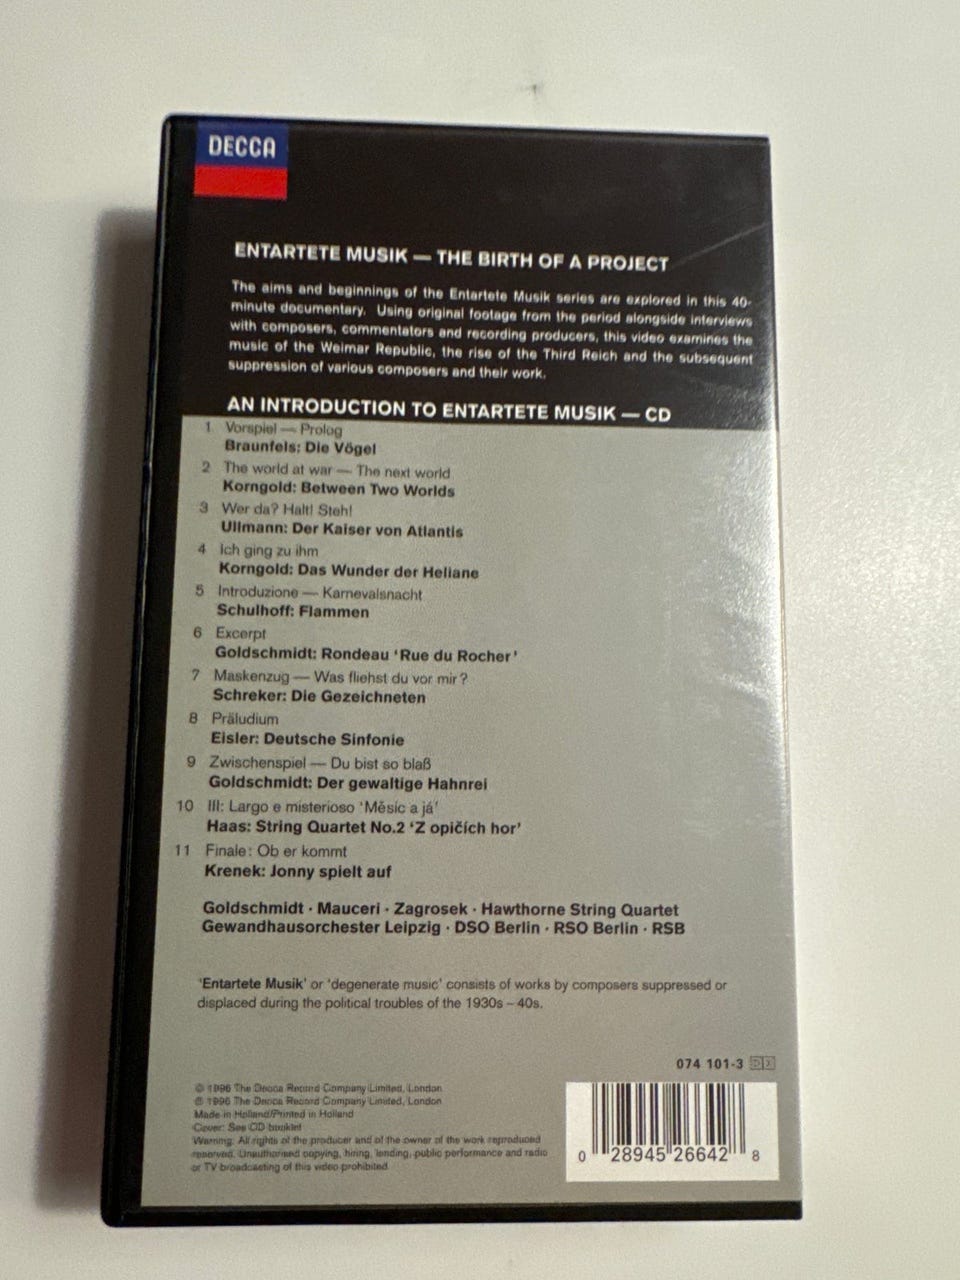 DECCA
ENTARTETE MUSIK — THE BIRTH OF A PROJECT
The aims and beginnings of the Entartete Musik series are explored in this 40-
minute documentary. Using original footage from the period alongside interviews
with composers, commentators and recording producers, this video examines the
music of the Weimar Republic, the rise of the Third Reich and the subsequent
suppression of various composers and their work.
AN INTRODUCTION TO ENTARTETE MUSIK — CD
1 Vorspiel — Prolog
Braunfels: Die Vögel
2 The world at war — The next world
Korngold: Between Two Worlds
3 Wer da? Halt! Steh!
Ullmann: Der Kaiser von Atlantis
4 Ich ging zu ihm
Korngold: Das Wunder der Heliane
5 Introduzione — Karnevalsnacht
Schulhoff: Flammen
6 Excerpt
Goldschmidt: Rondeau ‘Rue du Rocher’
7 Maskenzug — Was fliehst du vor mir?
Schreker: Die Gezeichneten
8 Präludium
Eisler: Deutsche Sinfonie
9 Zwischenspiel — Du bist so blaß
Goldschmidt: Der gewaltige Hahnrei
10 III: Largo e misterioso ‘Měsíc a já’
Haas: String Quartet No.2 ‘Z opičích hor’
11 Finale: Ob er kommt
Krenek: Jonny spielt auf
Goldschmidt · Mauceri · Zagrosek · Hawthorne String Quartet
Gewandhausorchester Leipzig · DSO Berlin · RSO Berlin · RSB
‘Entartete Musik’ or ‘degenerate music’ consists of works by composers suppressed or
displaced during the political troubles of the 1930s – 40s.
074 101-3 DX
© 1996 The Decca Record Company Limited, London
℗ 1996 The Decca Record Company Limited, London
Made in Holland/Printed in Holland
Cover: See CD booklet
Warning: All rights of the producer and of the owner of the work reproduced
reserved. Unauthorised copying, hiring, lending, public performance and radio
or TV broadcasting of this video prohibited.
0 28945 26642 8